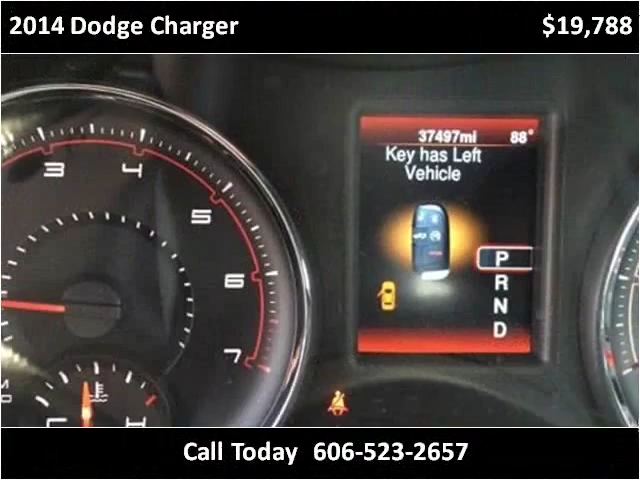 2014 Dodge Charger $19,788
37497mi 88°
Key has Left
Vehicle
3 4
5
6
7
P
R
N
D
C H
Call Today 606-523-2657